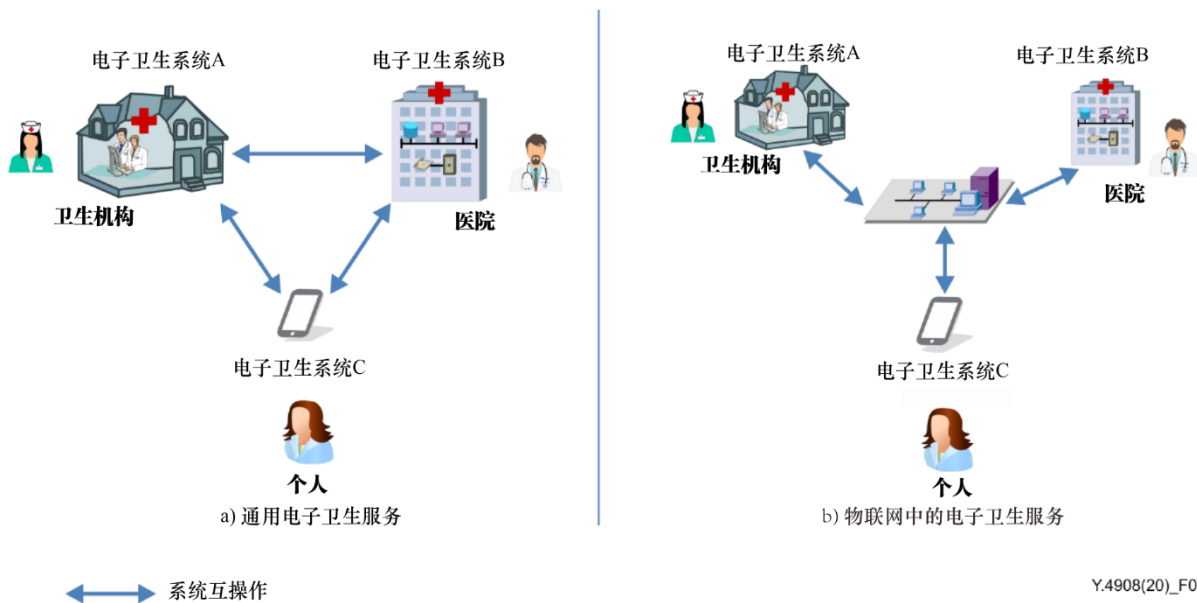 电子卫生系统A
电子卫生系统B
卫生机构
医院
电子卫生系统C
个人
a) 通用电子卫生服务
电子卫生系统A
电子卫生系统B
卫生机构
医院
电子卫生系统C
个人
b) 物联网中的电子卫生服务
系统互操作
Y.4908(20)_F0